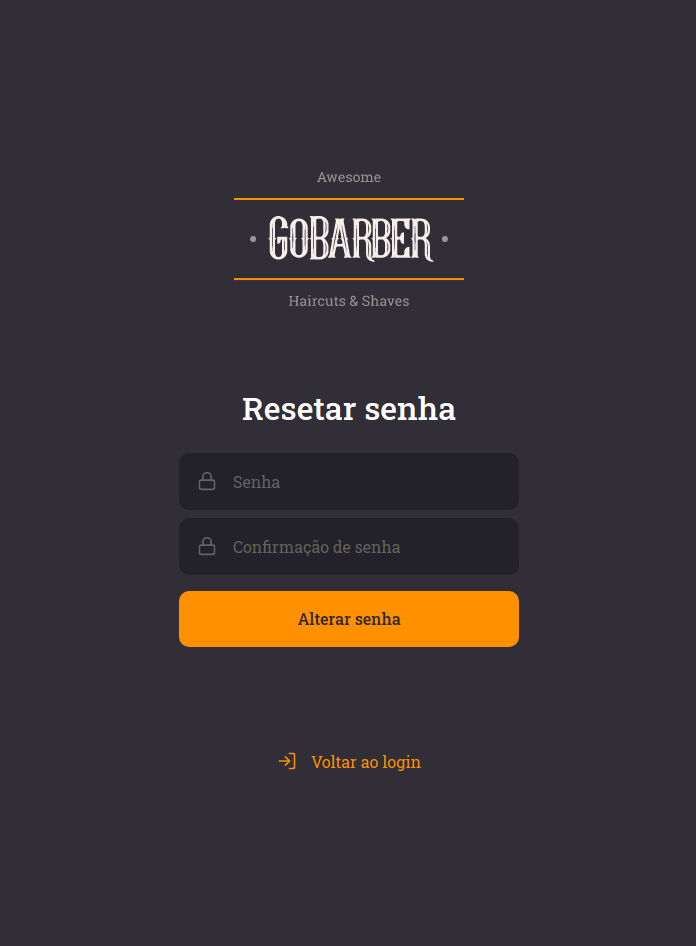 Awesome
GOBARBER
Haircuts & Shaves
Resetar senha
Senha
Confirmação de senha
Alterar senha
Voltar ao login